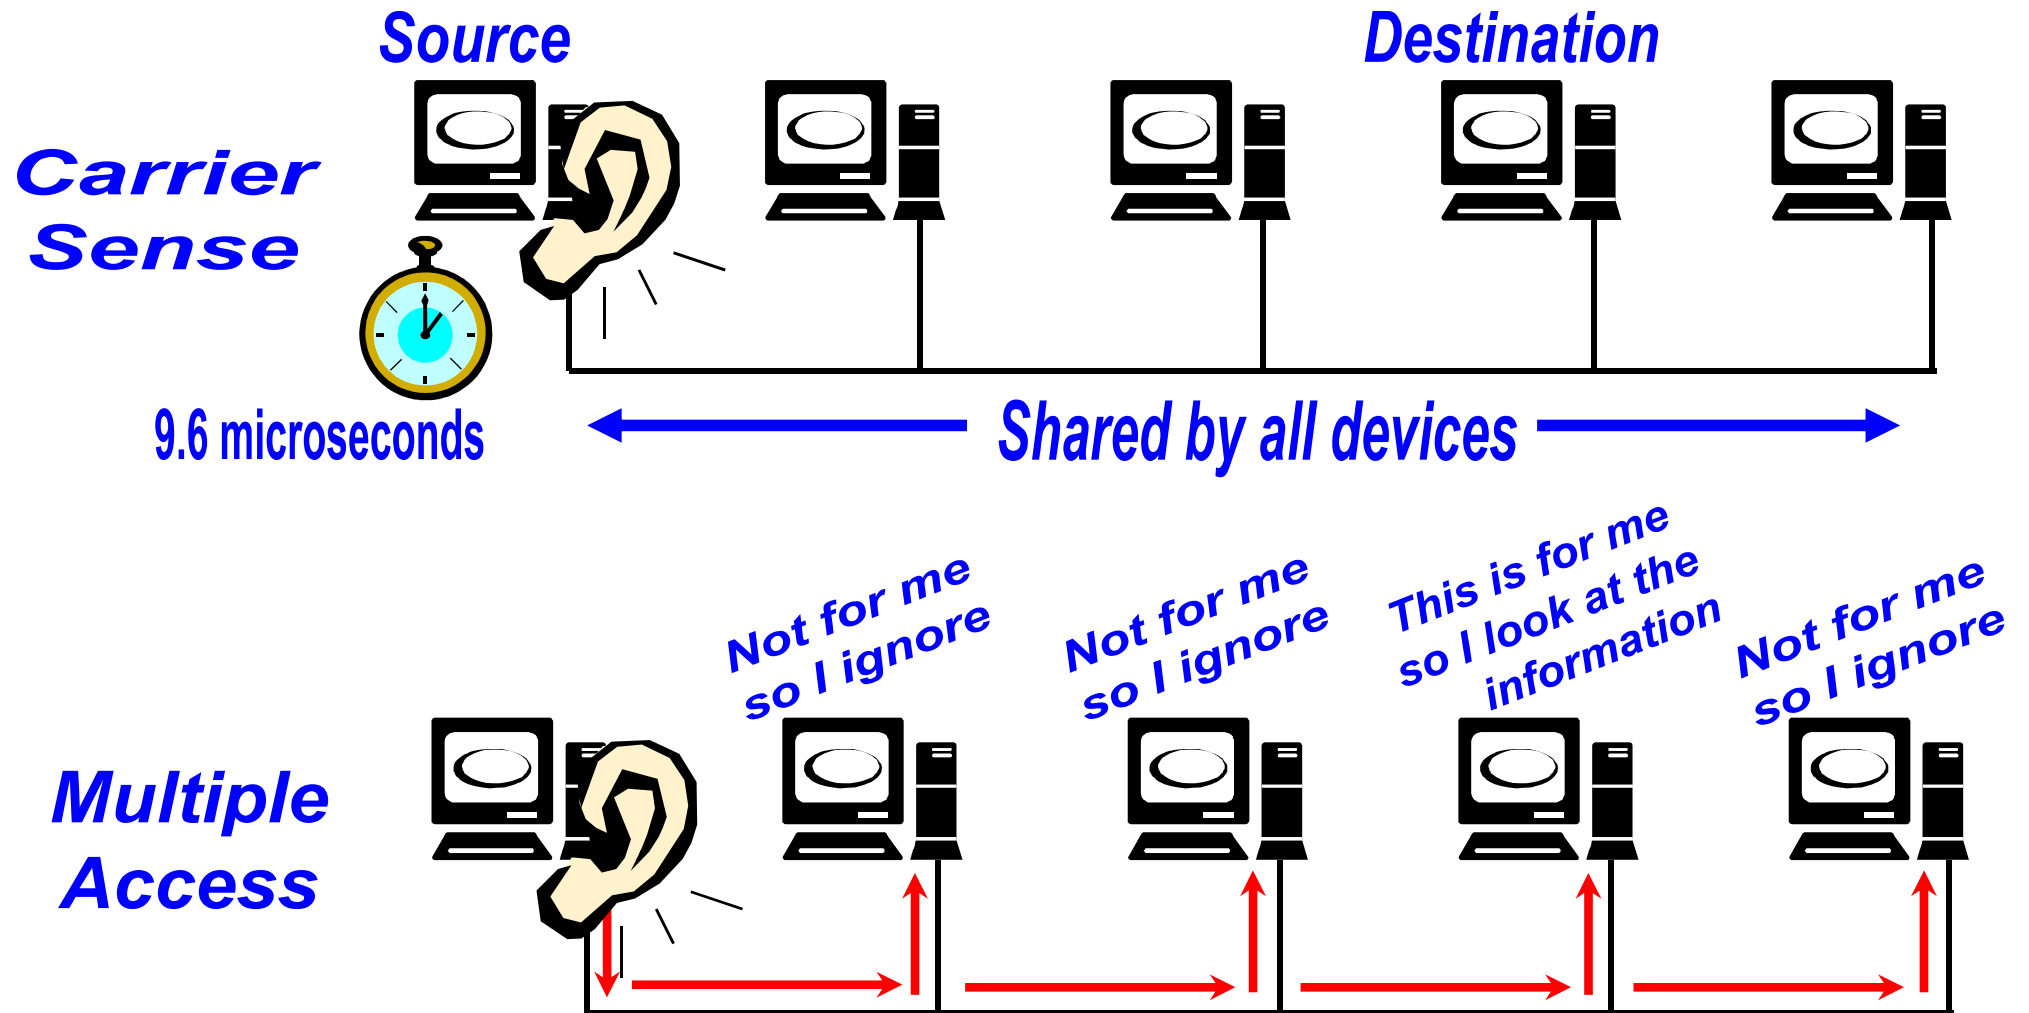 Source
Destination
Carrier
Sense
9.6 microseconds
Shared by all devices
Not for me
so I ignore
Not for me
so I ignore
This is for me
so I look at the
information
Not for me
so I ignore
Multiple
Access